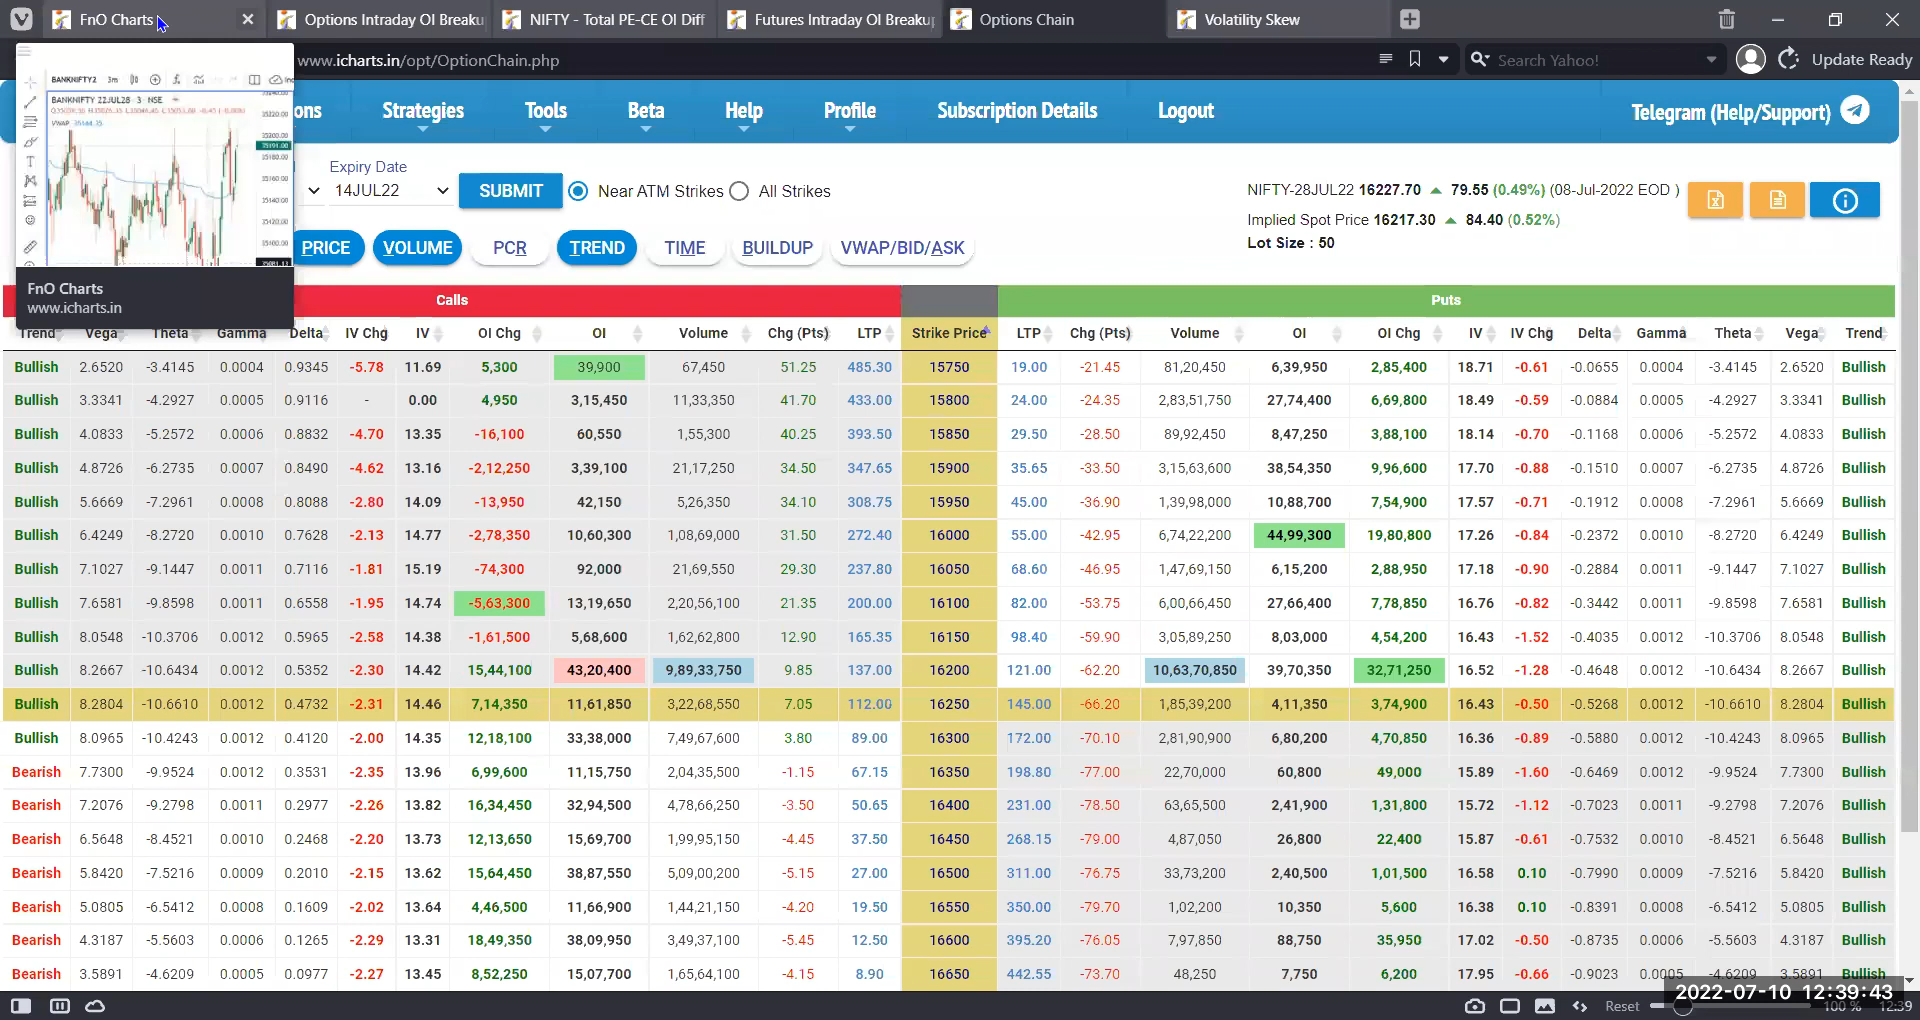 FnO Charts
Options Intraday OI Breaku
NIFTY - Total PE-CE OI Diff
Futures Intraday OI Breaku
Options Chain
Volatility Skew
www.icharts.in/opt/OptionChain.php
Search Yahoo!
Update Ready
BANKNIFTY2 3m
BANKNIFTY 22JUL28 · 3 · NSE
FnO Charts
www.icharts.in
ons Strategies Tools Beta Help Profile Subscription Details Logout Telegram (Help/Support)
Expiry Date
14JUL22 SUBMIT Near ATM Strikes All Strikes
NIFTY-28JUL22 16227.70 ▲ 79.55 (0.49%) (08-Jul-2022 EOD )
Implied Spot Price 16217.30 ▲ 84.40 (0.52%)
Lot Size : 50
PRICE VOLUME PCR TREND TIME BUILDUP VWAP/BID/ASK
Calls Puts
Trend Vega Theta Gamma Delta IV Chg IV OI Chg OI Volume Chg (Pts) LTP Strike Price LTP Chg (Pts) Volume OI OI Chg IV IV Chg Delta Gamma Theta Vega Trend
Bullish 2.6520 -3.4145 0.0004 0.9345 -5.78 11.69 5,300 39,900 67,450 51.25 485.30 15750 19.00 -21.45 81,20,450 6,39,950 2,85,400 18.71 -0.61 -0.0655 0.0004 -3.4145 2.6520 Bullish
Bullish 3.3341 -4.2927 0.0005 0.9116 - 0.00 4,950 3,15,450 11,33,350 41.70 433.00 15800 24.00 -24.35 2,83,51,750 27,74,400 6,69,800 18.49 -0.59 -0.0884 0.0005 -4.2927 3.3341 Bullish
Bullish 4.0833 -5.2572 0.0006 0.8832 -4.70 13.35 -16,100 60,550 1,55,300 40.25 393.50 15850 29.50 -28.50 89,92,450 8,47,250 3,88,100 18.14 -0.70 -0.1168 0.0006 -5.2572 4.0833 Bullish
Bullish 4.8726 -6.2735 0.0007 0.8490 -4.62 13.16 -2,12,250 3,39,100 21,17,250 34.50 347.65 15900 35.65 -33.50 3,15,63,600 38,54,350 9,96,600 17.70 -0.88 -0.1510 0.0007 -6.2735 4.8726 Bullish
Bullish 5.6669 -7.2961 0.0008 0.8088 -2.80 14.09 -13,950 42,150 5,26,350 34.10 308.75 15950 45.00 -36.90 1,39,98,000 10,88,700 7,54,900 17.57 -0.71 -0.1912 0.0008 -7.2961 5.6669 Bullish
Bullish 6.4249 -8.2720 0.0010 0.7628 -2.13 14.77 -2,78,350 10,60,300 1,08,69,000 31.50 272.40 16000 55.00 -42.95 6,74,22,200 44,99,300 19,80,800 17.26 -0.84 -0.2372 0.0010 -8.2720 6.4249 Bullish
Bullish 7.1027 -9.1447 0.0011 0.7116 -1.81 15.19 -74,300 92,000 21,69,550 29.30 237.80 16050 68.60 -46.95 1,47,69,150 6,15,200 2,88,950 17.18 -0.90 -0.2884 0.0011 -9.1447 7.1027 Bullish
Bullish 7.6581 -9.8598 0.0011 0.6558 -1.95 14.74 -5,63,300 13,19,650 2,20,56,100 21.35 200.00 16100 82.00 -53.75 6,00,66,450 27,66,400 7,78,850 16.76 -0.82 -0.3442 0.0011 -9.8598 7.6581 Bullish
Bullish 8.0548 -10.3706 0.0012 0.5965 -2.58 14.38 -1,61,500 5,68,600 1,62,62,800 12.90 165.35 16150 98.40 -59.90 3,05,89,250 8,03,000 4,54,200 16.43 -1.52 -0.4035 0.0012 -10.3706 8.0548 Bullish
Bullish 8.2667 -10.6434 0.0012 0.5352 -2.30 14.42 15,44,100 43,20,400 9,89,33,750 9.85 137.00 16200 121.00 -62.20 10,63,70,850 39,70,350 32,71,250 16.52 -1.28 -0.4648 0.0012 -10.6434 8.2667 Bullish
Bullish 8.2804 -10.6610 0.0012 0.4732 -2.31 14.46 7,14,350 11,61,850 3,22,68,550 7.05 112.00 16250 145.00 -66.20 1,85,39,200 4,11,350 3,74,900 16.43 -0.50 -0.5268 0.0012 -10.6610 8.2804 Bullish
Bullish 8.0965 -10.4243 0.0012 0.4120 -2.00 14.35 12,18,100 33,38,000 7,49,67,600 3.80 89.00 16300 172.00 -70.10 2,81,90,900 6,80,200 4,70,850 16.36 -0.89 -0.5880 0.0012 -10.4243 8.0965 Bullish
Bearish 7.7300 -9.9524 0.0012 0.3531 -2.35 13.96 6,99,600 11,15,750 2,04,35,500 -1.15 67.15 16350 198.80 -77.00 22,70,000 60,800 49,000 15.89 -1.60 -0.6469 0.0012 -9.9524 7.7300 Bullish
Bearish 7.2076 -9.2798 0.0011 0.2977 -2.26 13.82 16,34,450 32,94,500 4,78,66,250 -3.50 50.65 16400 231.00 -78.50 63,65,500 2,41,900 1,31,800 15.72 -1.12 -0.7023 0.0011 -9.2798 7.2076 Bullish
Bearish 6.5648 -8.4521 0.0010 0.2468 -2.20 13.73 12,13,650 15,69,700 1,99,95,150 -4.45 37.50 16450 268.15 -79.00 4,87,050 26,800 22,400 15.87 -0.61 -0.7532 0.0010 -8.4521 6.5648 Bullish
Bearish 5.8420 -7.5216 0.0009 0.2010 -2.15 13.62 15,64,450 38,87,550 5,09,00,200 -5.15 27.00 16500 311.00 -76.75 33,73,200 2,40,500 1,01,500 16.58 0.10 -0.7990 0.0009 -7.5216 5.8420 Bullish
Bearish 5.0805 -6.5412 0.0008 0.1609 -2.02 13.64 4,46,500 11,66,900 1,44,21,150 -4.20 19.50 16550 350.00 -79.70 1,02,200 10,350 5,600 16.38 0.10 -0.8391 0.0008 -6.5412 5.0805 Bullish
Bearish 4.3187 -5.5603 0.0006 0.1265 -2.29 13.31 18,49,350 38,09,950 3,49,37,100 -5.45 12.50 16600 395.20 -76.05 7,97,850 88,750 35,950 17.02 -0.50 -0.8735 0.0006 -5.5603 4.3187 Bullish
Bearish 3.5891 -4.6209 0.0005 0.0977 -2.27 13.45 8,52,250 15,07,700 1,65,64,100 -4.15 8.90 16650 442.55 -73.70 48,250 7,750 6,200 17.95 -0.66 -0.9023 0.0005 -4.6209 3.5891 Bullish
2022-07-10 12:39:43
Reset 100 % 12:39